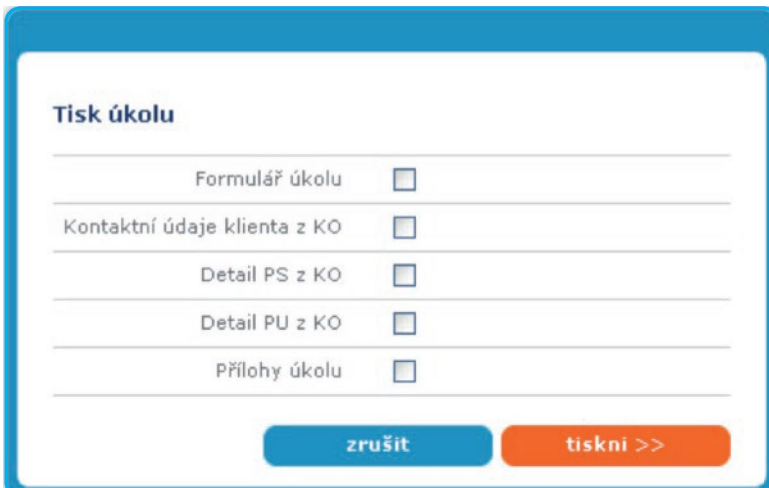 Tisk úkolu
Formulář úkolu
Kontaktní údaje klienta z KO
Detail PS z KO
Detail PU z KO
Přílohy úkolu
zrušit
tiskni >>